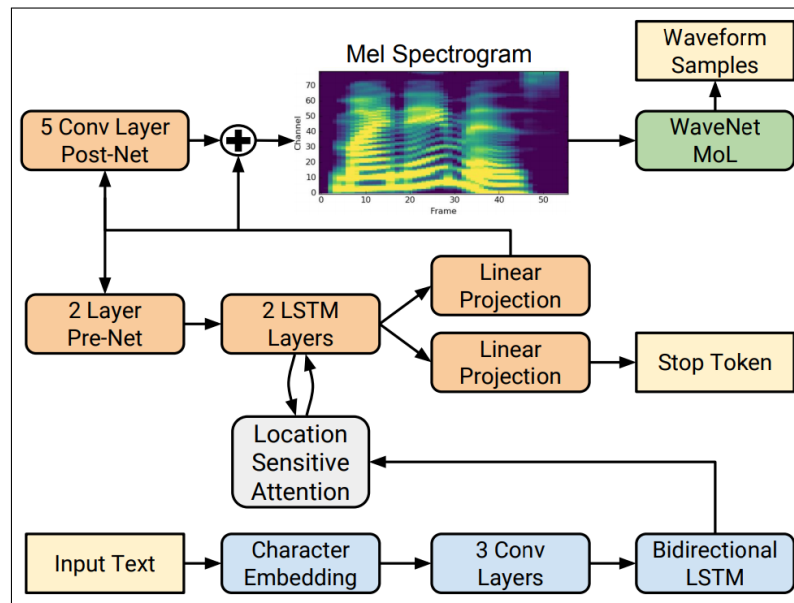 Mel Spectrogram
Waveform
Samples
5 Conv Layer
Post-Net
70
60
50
40
30
20
10
0
Channel
0
10
20
30
40
50
Frame
WaveNet
MoL
2 Layer
Pre-Net
2 LSTM
Layers
Linear
Projection
Linear
Projection
Stop Token
Location
Sensitive
Attention
Input Text
Character
Embedding
3 Conv
Layers
Bidirectional
LSTM